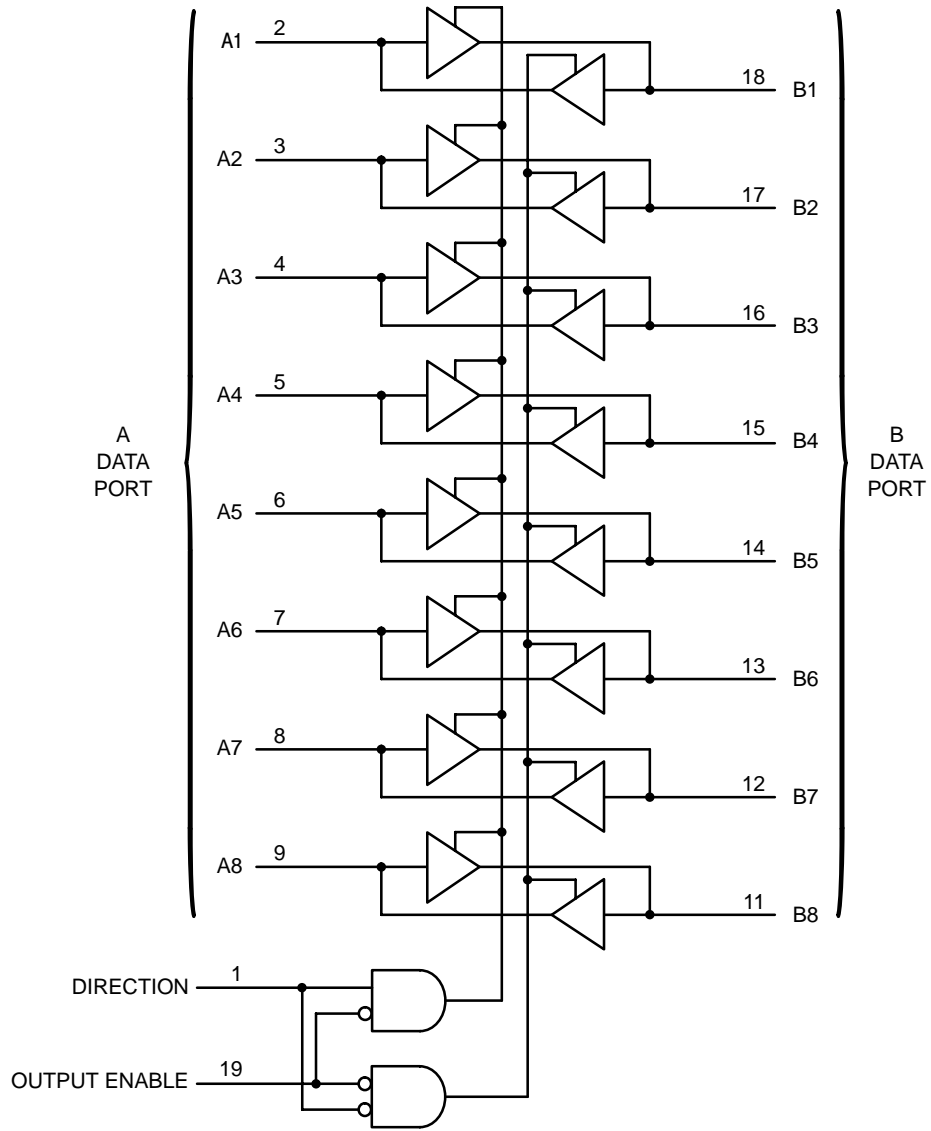 A1 2
18 B1
A2 3
17 B2
A3 4
16 B3
A4 5
15 B4
A
DATA
PORT
B
DATA
PORT
A5 6
14 B5
A6 7
13 B6
A7 8
12 B7
A8 9
11 B8
DIRECTION 1
OUTPUT ENABLE 19